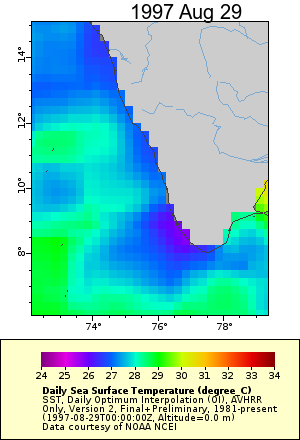 1997 Aug 29
14°
12°
10°
8°
74°
76°
78°
24 25 26 27 28 29 30 31 32 33 34
Daily Sea Surface Temperature (degree_C)
SST, Daily Optimum Interpolation (OI), AVHRR
Only, Version 2, Final+Preliminary, 1981-present
(1997-08-29T00:00:00Z, Altitude=0.0 m)
Data courtesy of NOAA NCEI